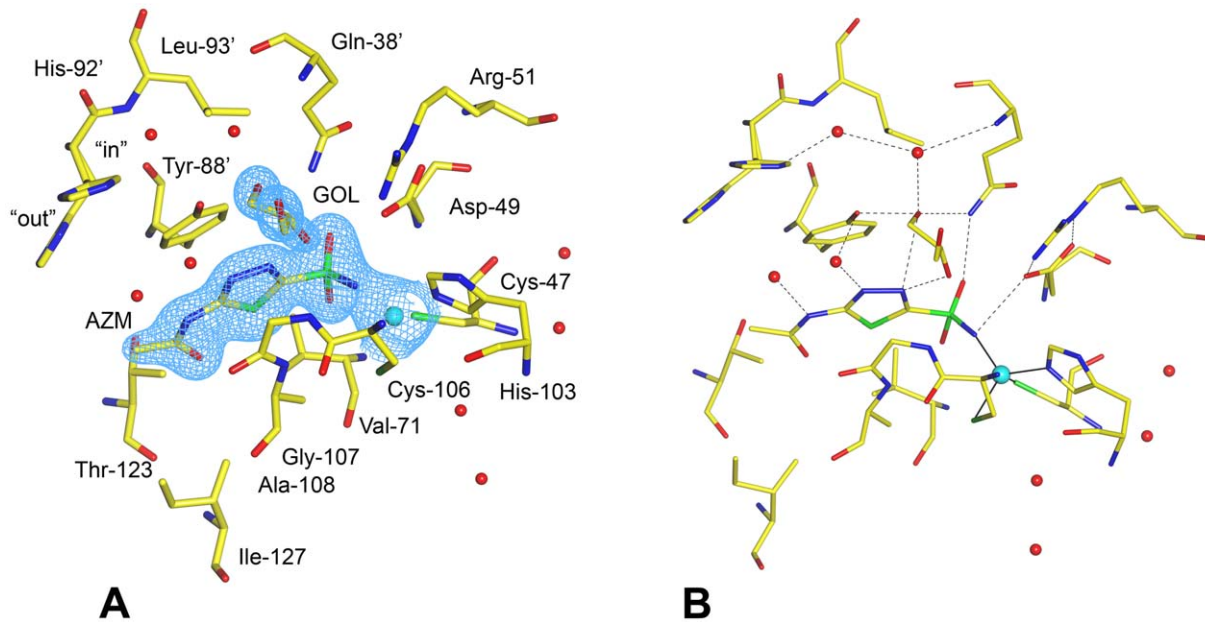 Leu-93’
Gln-38’
His-92’
Arg-51
“in”
Tyr-88’
GOL
“out”
Asp-49
Cys-47
AZM
Cys-106
His-103
Val-71
Thr-123
Gly-107
Ala-108
Ile-127
A
B